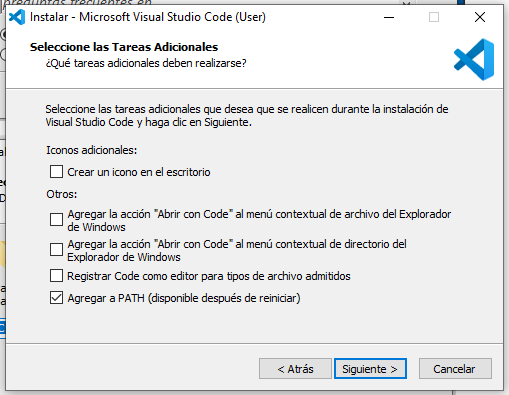 preguntas frecuentes en
Instalar - Microsoft Visual Studio Code (User)
Seleccione las Tareas Adicionales
¿Qué tareas adicionales deben realizarse?
Seleccione las tareas adicionales que desea que se realicen durante la instalación de
Visual Studio Code y haga clic en Siguiente.
Iconos adicionales:
Crear un icono en el escritorio
Otros:
Agregar la acción "Abrir con Code" al menú contextual de archivo del Explorador
de Windows
Agregar la acción "Abrir con Code" al menú contextual de directorio del
Explorador de Windows
Registrar Code como editor para tipos de archivo admitidos
Agregar a PATH (disponible después de reiniciar)
< Atrás
Siguiente >
Cancelar